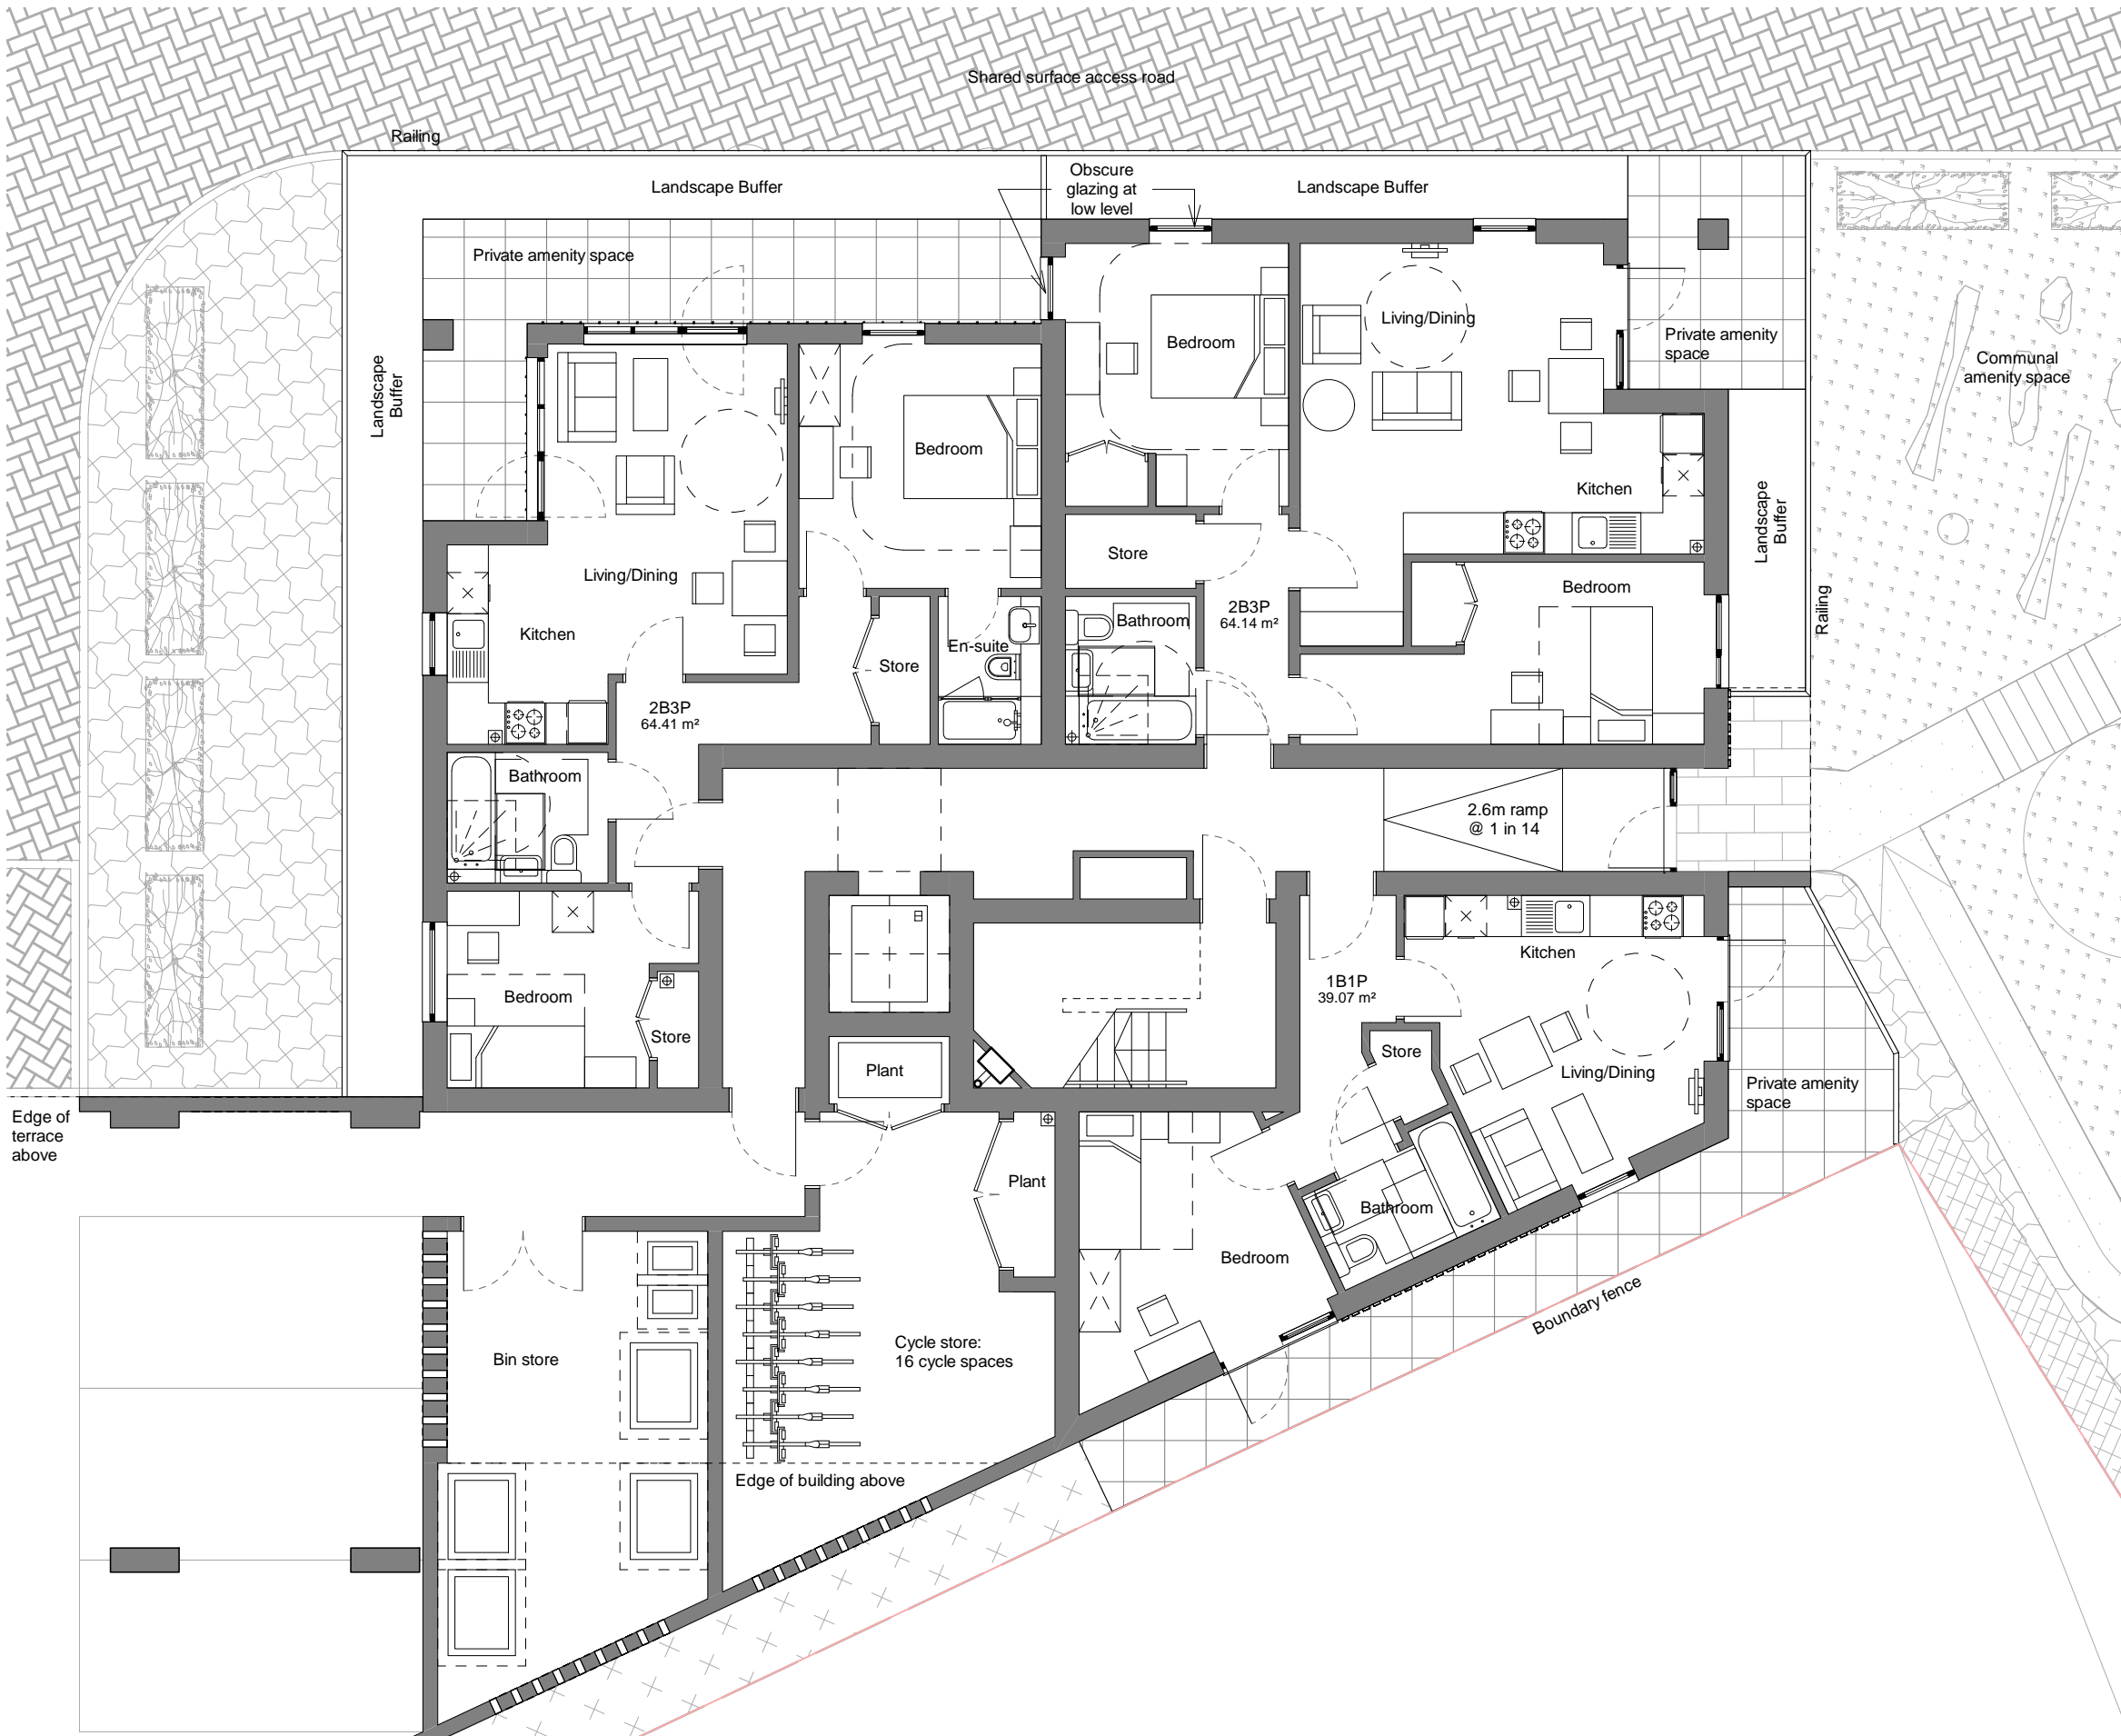 Shared surface access road
Railing
Landscape Buffer
Obscure
glazing at
low level
Landscape Buffer
Private amenity space
Bedroom
Living/Dining
Private amenity
space
Communal
amenity space
Landscape
Buffer
Bedroom
Kitchen
Landscape
Buffer
Store
Living/Dining
Bedroom
2B3P
64.14 m²
Bathroom
Railing
Kitchen
En-suite
Store
2B3P
64.41 m²
Bathroom
2.6m ramp
@ 1 in 14
Kitchen
1B1P
39.07 m²
Bedroom
Store
Store
Plant
Living/Dining
Private amenity
space
Edge of
terrace
above
Plant
Bathroom
Bedroom
Boundary fence
Bin store
Cycle store:
16 cycle spaces
Edge of building above